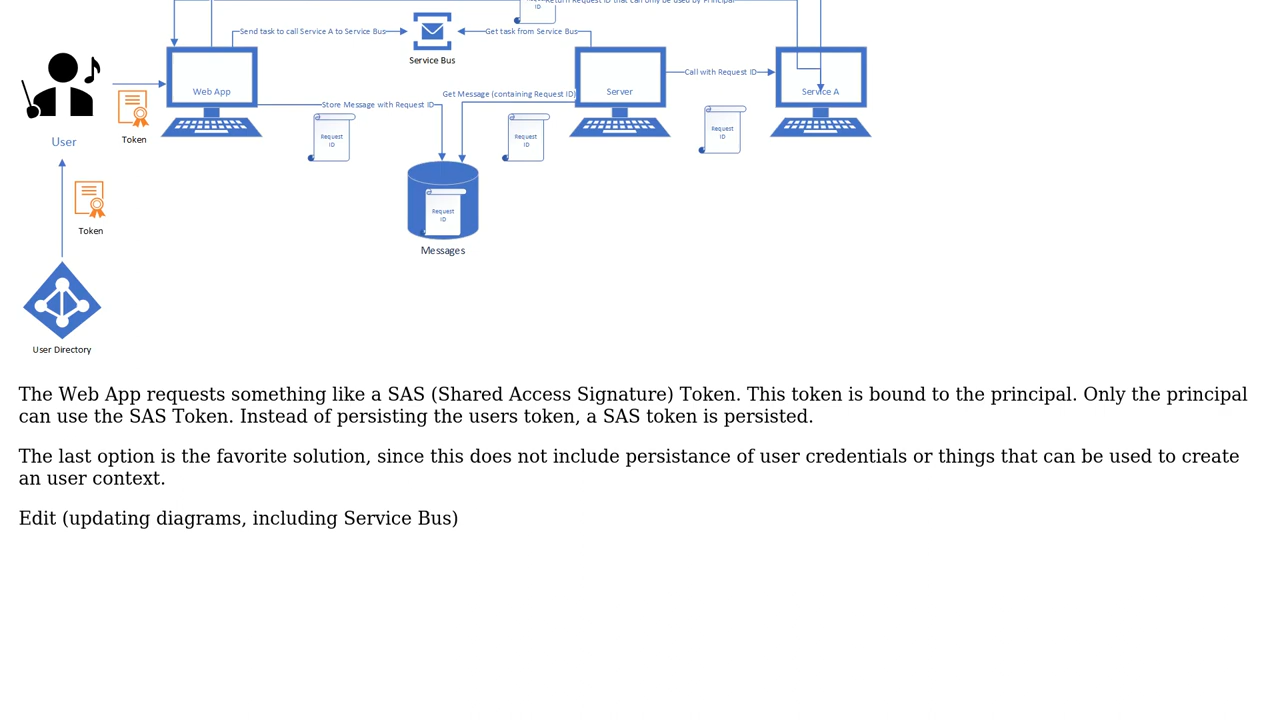 Return Request ID that can only be used by Principal
ID
Send task to call Service A to Service Bus
Get task from Service Bus
Service Bus
Web App
Server
Call with Request ID
Service A
Get Message (containing Request ID)
Store Message with Request ID
Token
User
Request
ID
Request
ID
Request
ID
Request
ID
Token
Messages
User Directory
The Web App requests something like a SAS (Shared Access Signature) Token. This token is bound to the principal. Only the principal
can use the SAS Token. Instead of persisting the users token, a SAS token is persisted.
The last option is the favorite solution, since this does not include persistance of user credentials or things that can be used to create
an user context.
Edit (updating diagrams, including Service Bus)